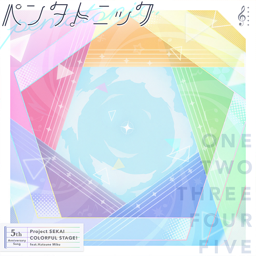 ペンタトニック
ONE
TWO
THREE
FOUR
FIVE
5th
Anniversary
Song
Project SEKAI
COLORFUL STAGE!
feat. Hatsune Miku